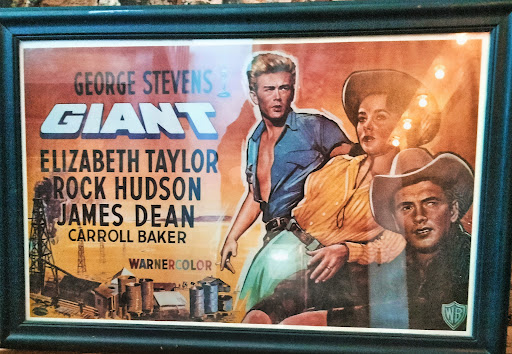 GEORGE STEVENS
GIANT
ELIZABETH TAYLOR
ROCK HUDSON
JAMES DEAN
CARROLL BAKER
WARNERCOLOR
WB